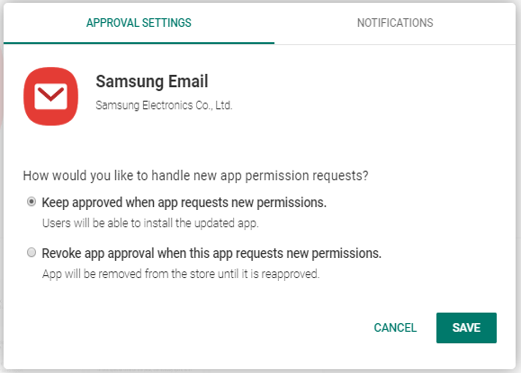 APPROVAL SETTINGS
NOTIFICATIONS
Samsung Email
Samsung Electronics Co., Ltd.
How would you like to handle new app permission requests?
Keep approved when app requests new permissions.
Users will be able to install the updated app.
Revoke app approval when this app requests new permissions.
App will be removed from the store until it is reapproved.
CANCEL
SAVE